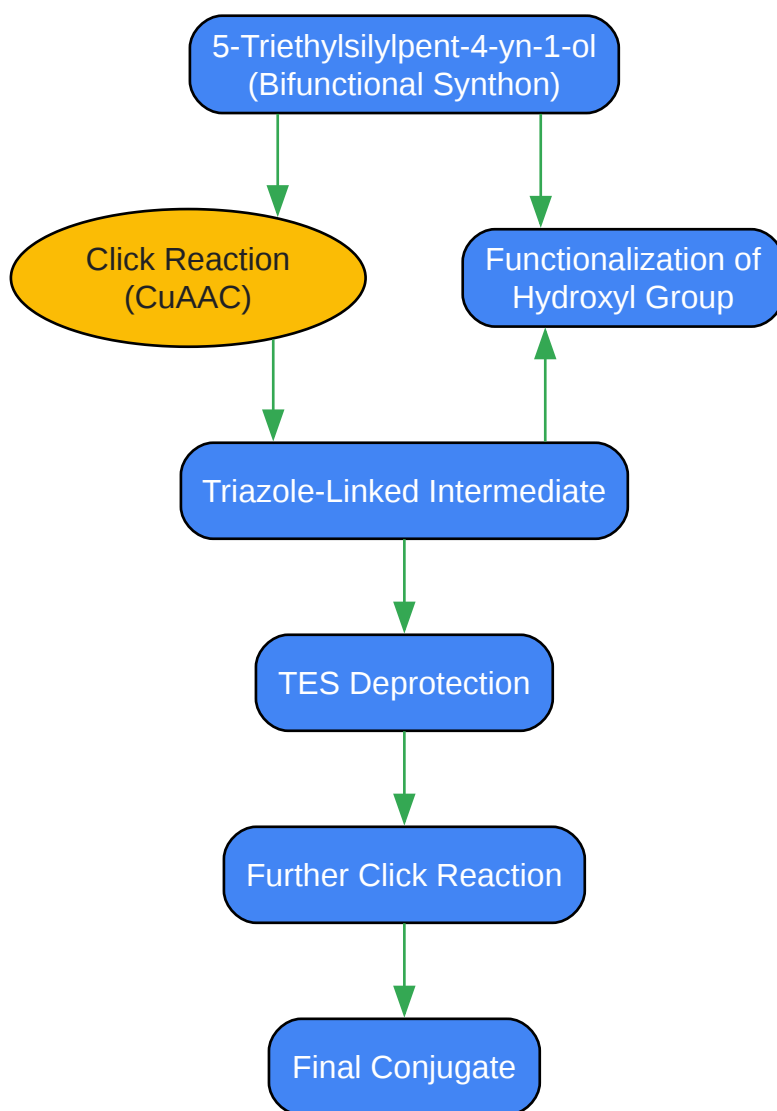 5-Triethylsilylpent-4-yn-1-ol
(Bifunctional Synthon)
Click Reaction
(CuAAC)
Functionalization of
Hydroxyl Group
Triazole-Linked Intermediate
TES Deprotection
Further Click Reaction
Final Conjugate